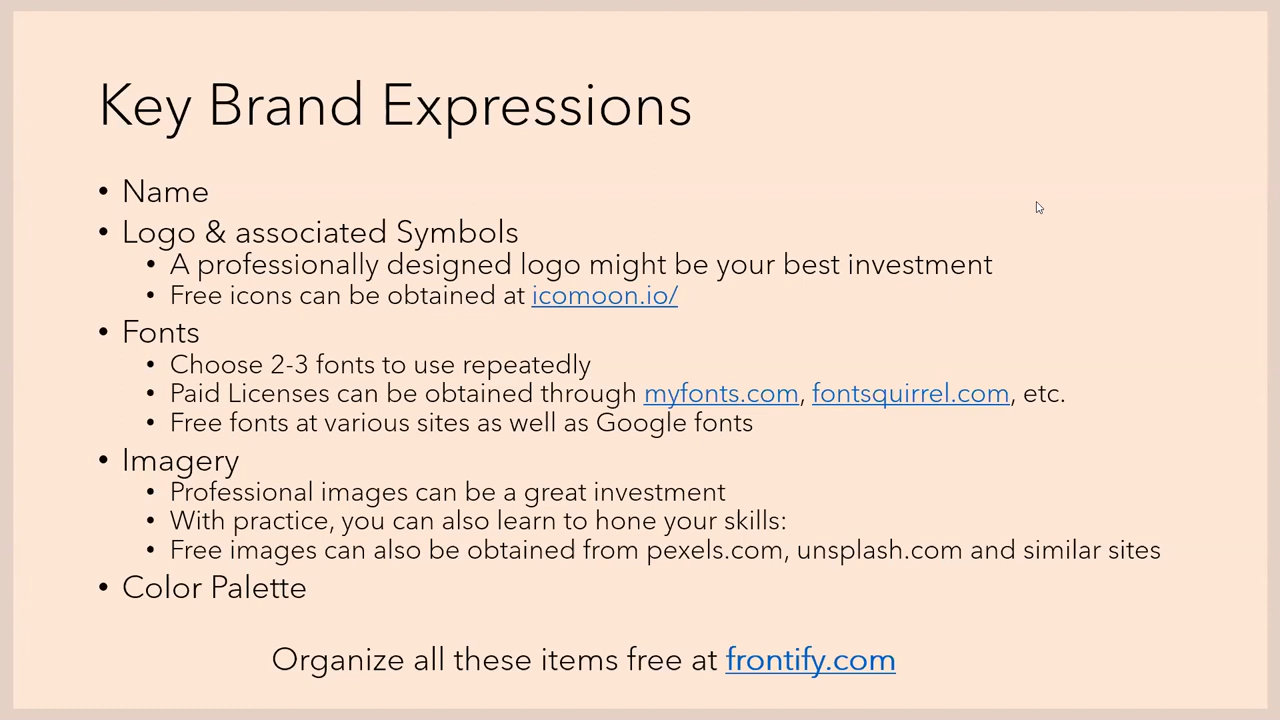 Key Brand Expressions
• Name
• Logo & associated Symbols
• A professionally designed logo might be your best investment
• Free icons can be obtained at icomoon.io/
• Fonts
• Choose 2-3 fonts to use repeatedly
• Paid Licenses can be obtained through myfonts.com, fontsquirrel.com, etc.
• Free fonts at various sites as well as Google fonts
• Imagery
• Professional images can be a great investment
• With practice, you can also learn to hone your skills:
• Free images can also be obtained from pexels.com, unsplash.com and similar sites
• Color Palette
Organize all these items free at frontify.com